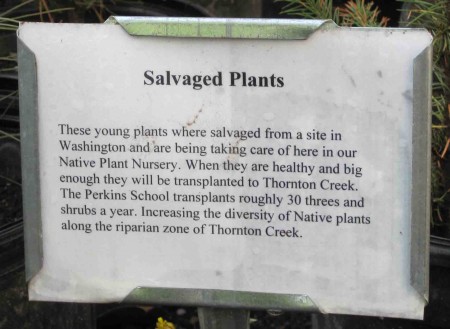 Salvaged Plants
These young plants where salvaged from a site in
Washington and are being taking care of here in our
Native Plant Nursery. When they are healthy and big
enough they will be transplanted to Thornton Creek.
The Perkins School transplants roughly 30 threes and
shrubs a year. Increasing the diversity of Native plants
along the riparian zone of Thornton Creek.